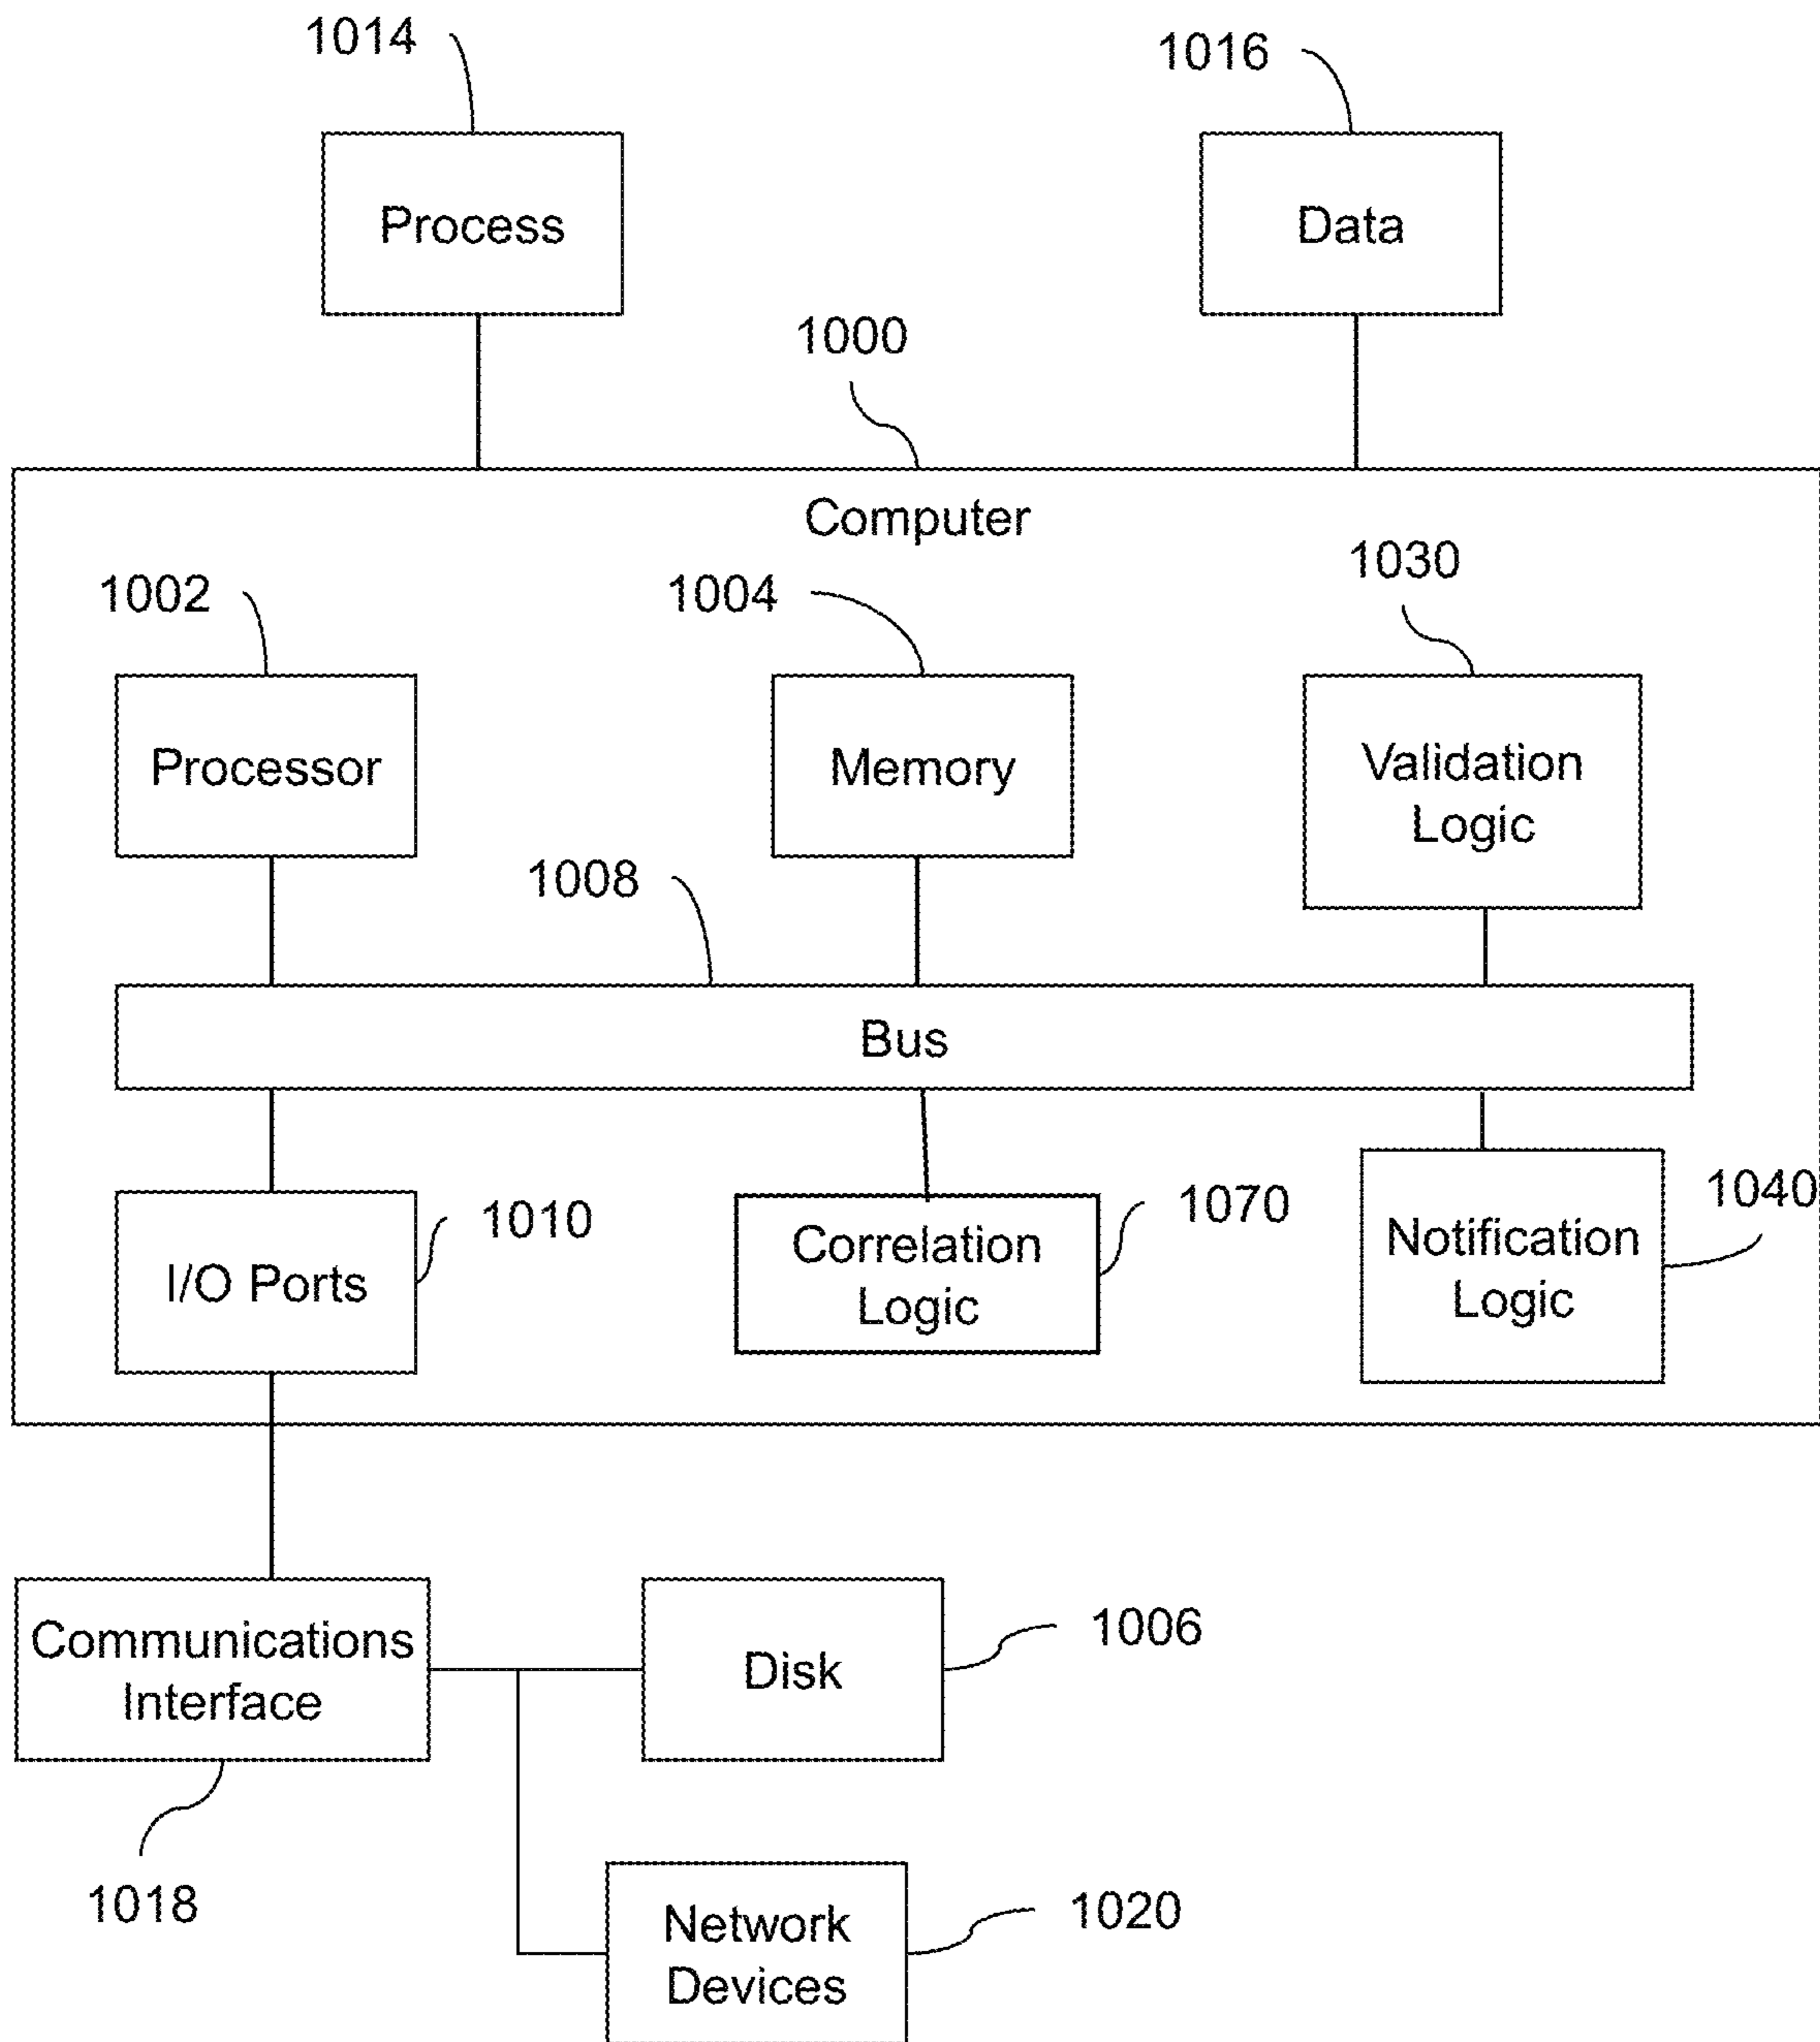 1014
1016
Process
Data
1000
Computer
1002
1004
1030
Processor
Memory
Validation
Logic
1008
Bus
I/O Ports
1010
Correlation
Logic
1070
Notification
Logic
1040
Communications
Interface
1018
Disk
1006
Network
Devices
1020